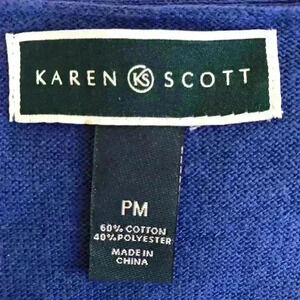 KAREN KS SCOTT
PM
60% COTTON
40% POLYESTER
MADE IN
CHINA